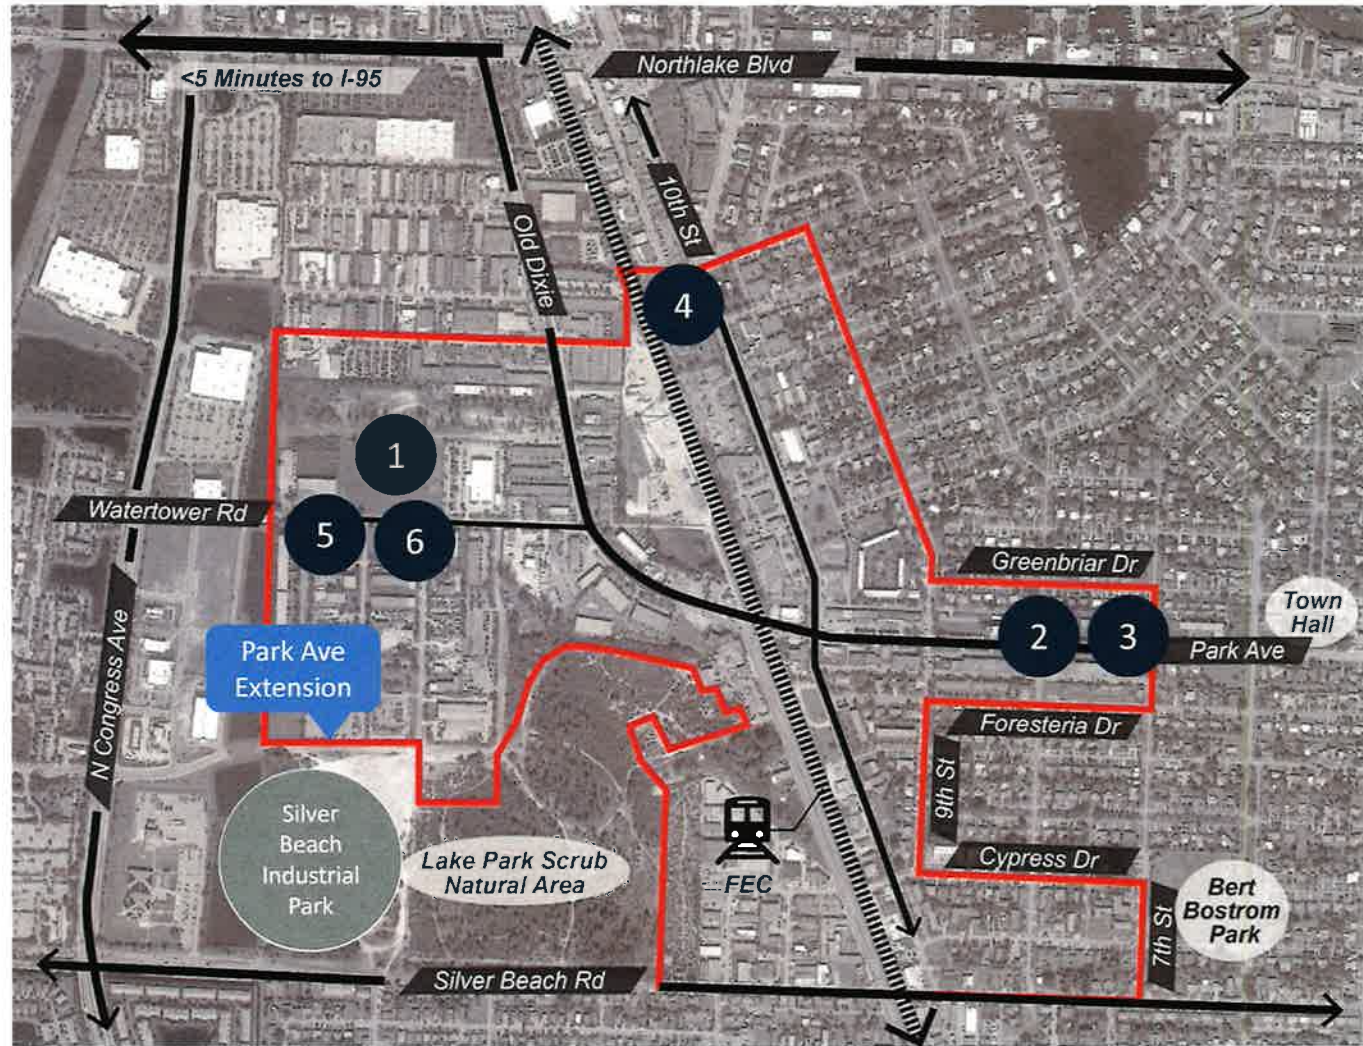 <5 Minutes to I-95
Northlake Blvd
10th St
Old Dixie
4
1
Watertower Rd
5
6
Greenbriar Dr
Town
Hall
2
3
Park Ave
Park Ave
Extension
N Congress Ave
Foresteria Dr
9th St
Silver
Beach
Industrial
Park
Lake Park Scrub
Natural Area
FEC
Cypress Dr
Bert
Bostrom
Park
7th St
Silver Beach Rd